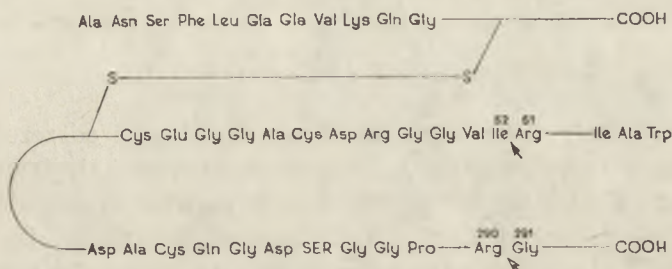 Ala Asn Ser Phe Leu Gla Gla Val Lys Gln Gly COOH
S S
52 51
Cys Glu Gly Gly Ala Cys Asp Arg Gly Gly Val Ile Arg Ile Ala Trp
290 291
Asp Ala Cys Gln Gly Asp SER Gly Gly Pro Arg Gly COOH